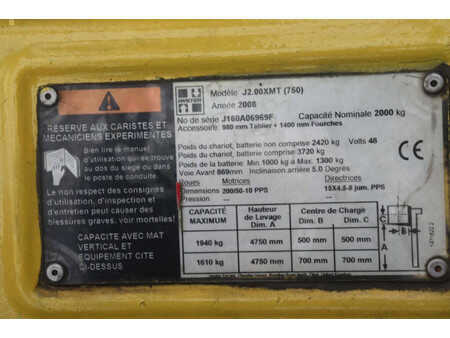 RÉSERVE AUX CARISTES ET
MECANICIENS EXPERIMENTÉS
Bien lire le manuel
d'utilisation du chariot
au dos
du siège ou dans
le poste de conduite.
Le non respect des consignes
d'utilisation, d'inspection et
d'entretien peut causer des
blessures graves, voir mortelles!
CAPACITE AVEC MAT
VERTICAL ET
EQUIPEMENT CITE
CI-DESSUS
HYSTER
Modèle J2.00XMT (750)
Année 2008
No de série J160A06969F Capacité Nominale 2000 kg
Accessoire 980 mm Tablier + 1400 mm Fourches
Poids du chariot, batterie non comprise 2420 kg Volts 48
Poids du chariot, batterie comprise 3720 kg
Poids de la batterie: Min 1000 kg a Max. 1300 kg
Voie Avant 869mm Inclinaison arriere 5.0 Degrés
Roues Motrices Directrices
Dimensions 200/50-10 PPS 15X4.5-8 jum. PPS
Pression -- --
CE
CAPACITÉ MAXIMUM Hauteur de Levage Dim. A Centre de Charge Dim. B Dim. C
1940 kg 4750 mm 500 mm 500 mm
1610 kg 4750 mm 700 mm 700 mm
C
B
A